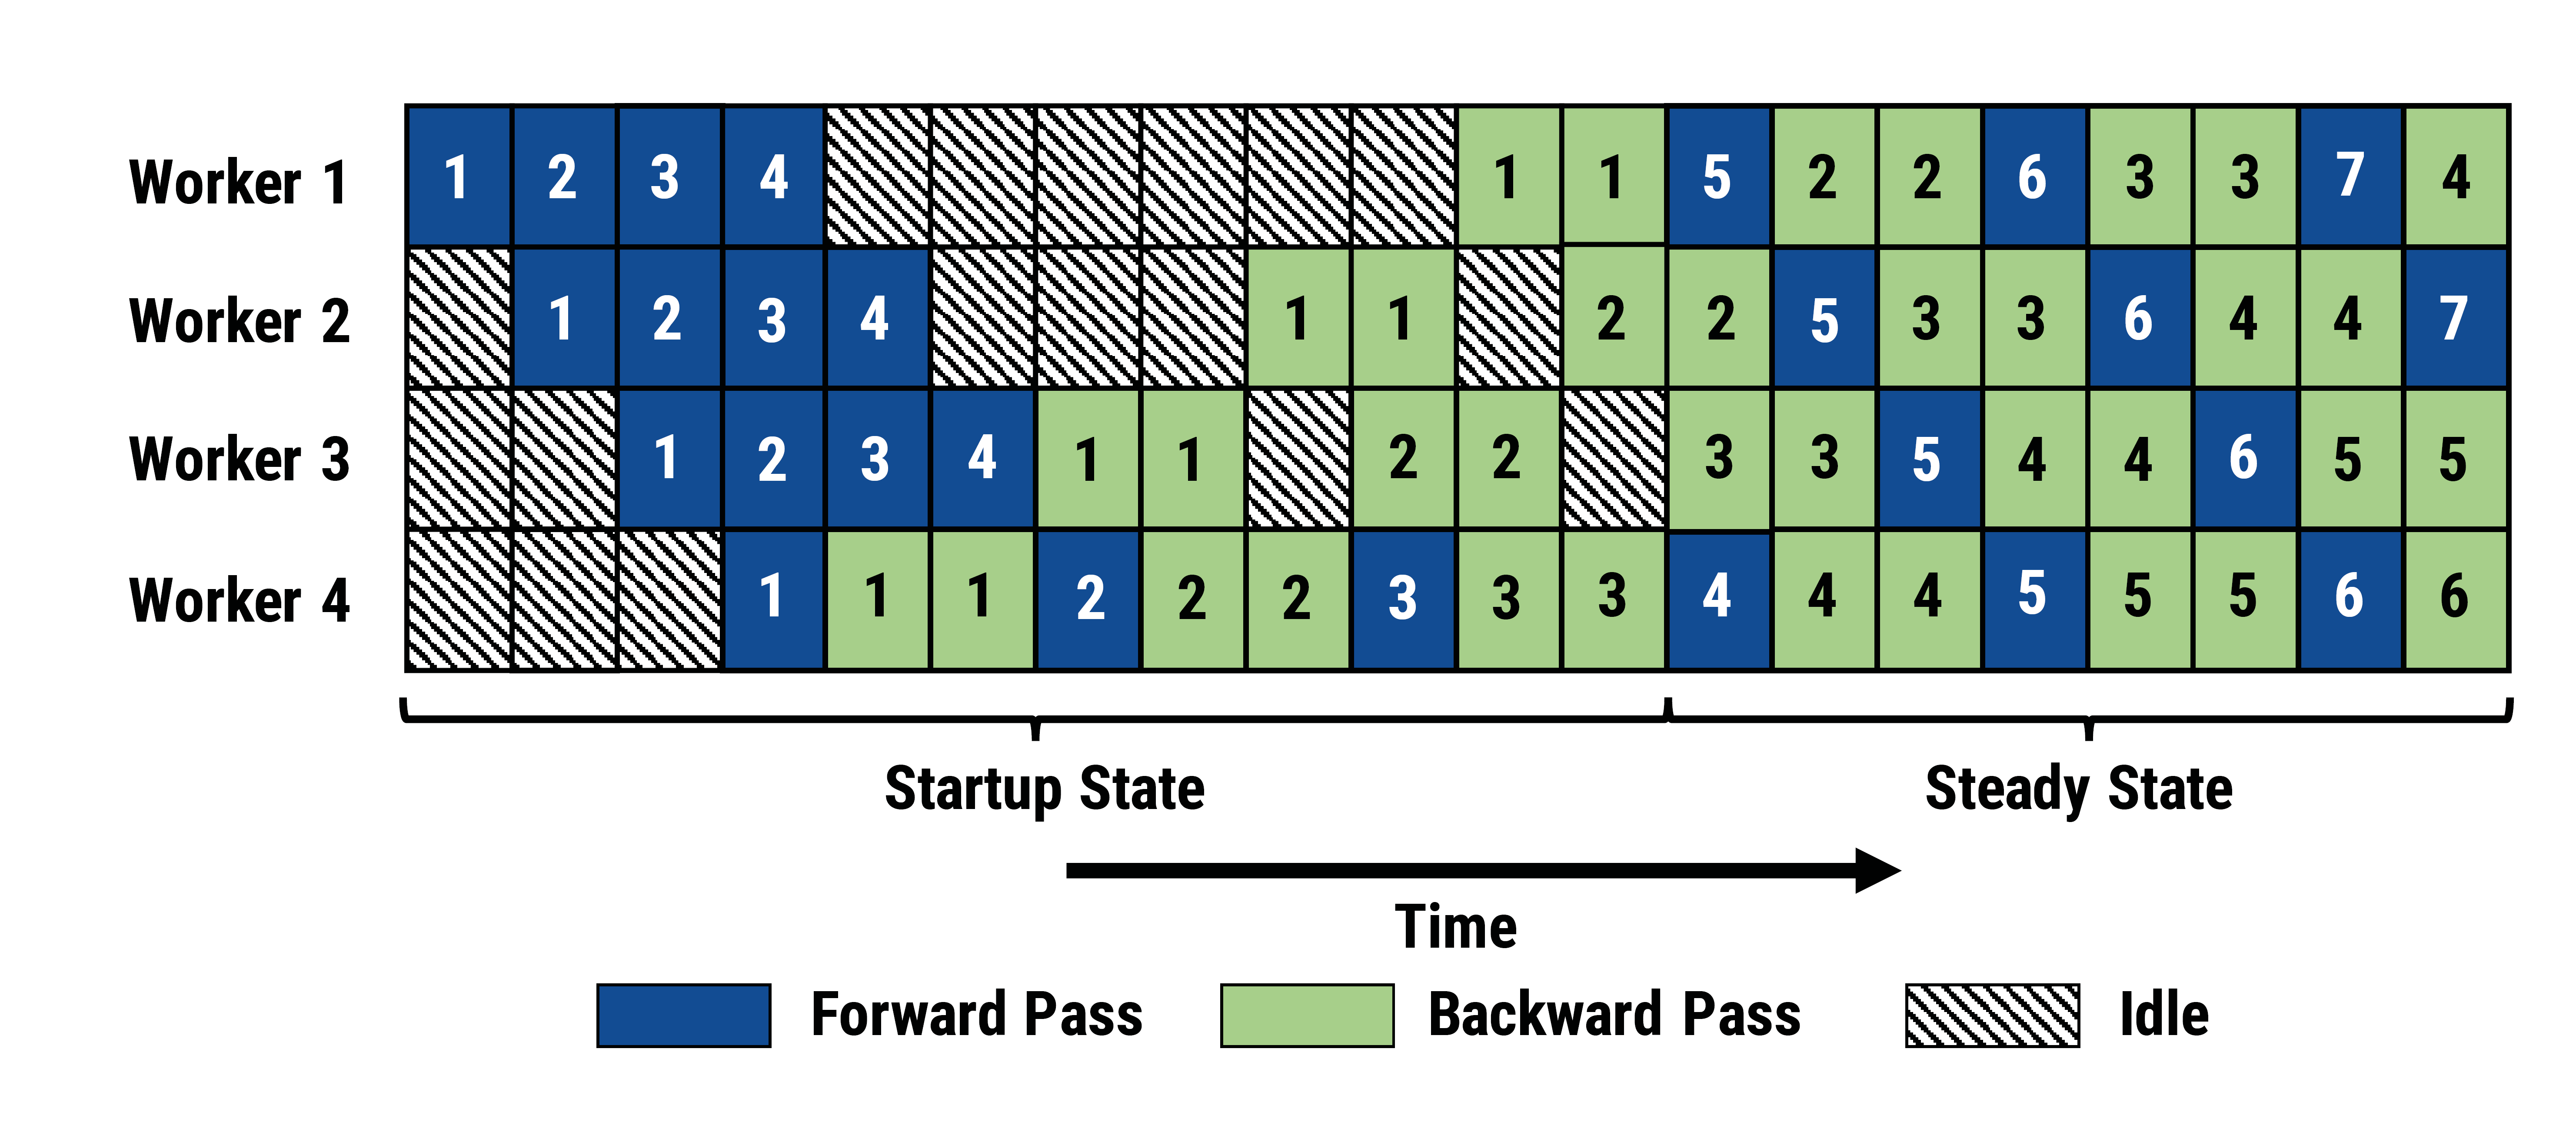 Worker 1 1 2 3 4 1 1 5 2 2 6 3 3 7 4
Worker 2 1 2 3 4 1 1 2 2 5 3 3 6 4 4 7
Worker 3 1 2 3 4 1 1 2 2 3 3 5 4 4 6 5 5
Worker 4 1 1 1 2 2 2 3 3 3 4 4 4 5 5 5 6 6
Startup State Steady State
Time
Forward Pass Backward Pass Idle